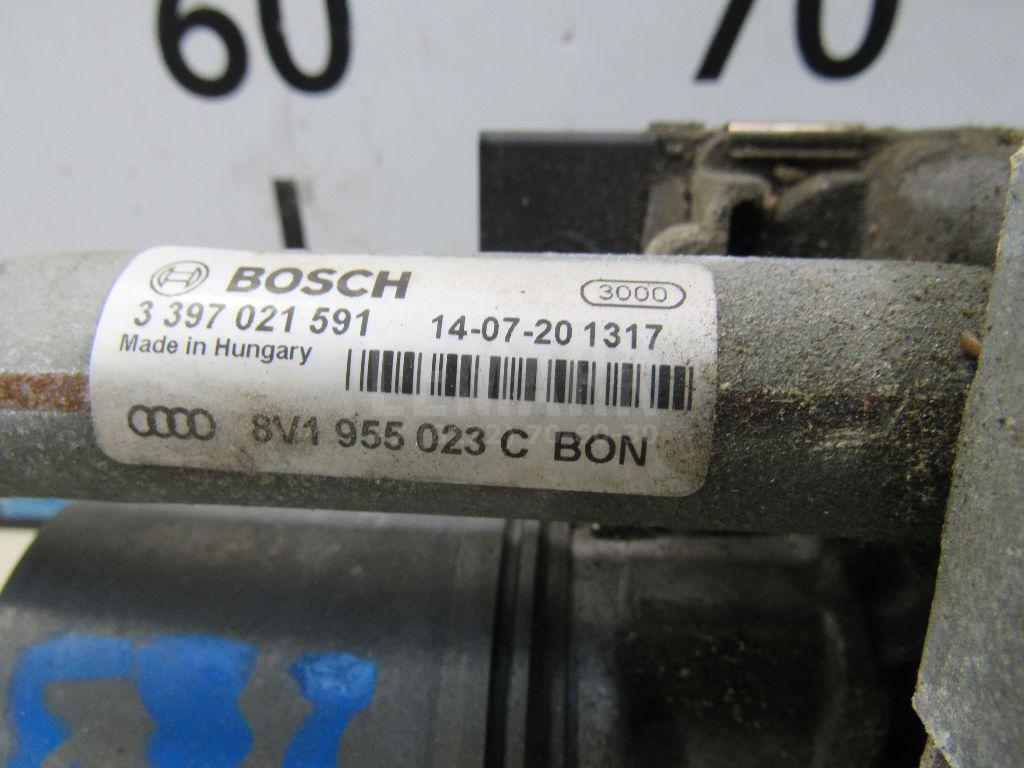 60 70
BOSCH 3000
3 397 021 591 14-07-20 1317
Made in Hungary
8V1 955 023 C BON